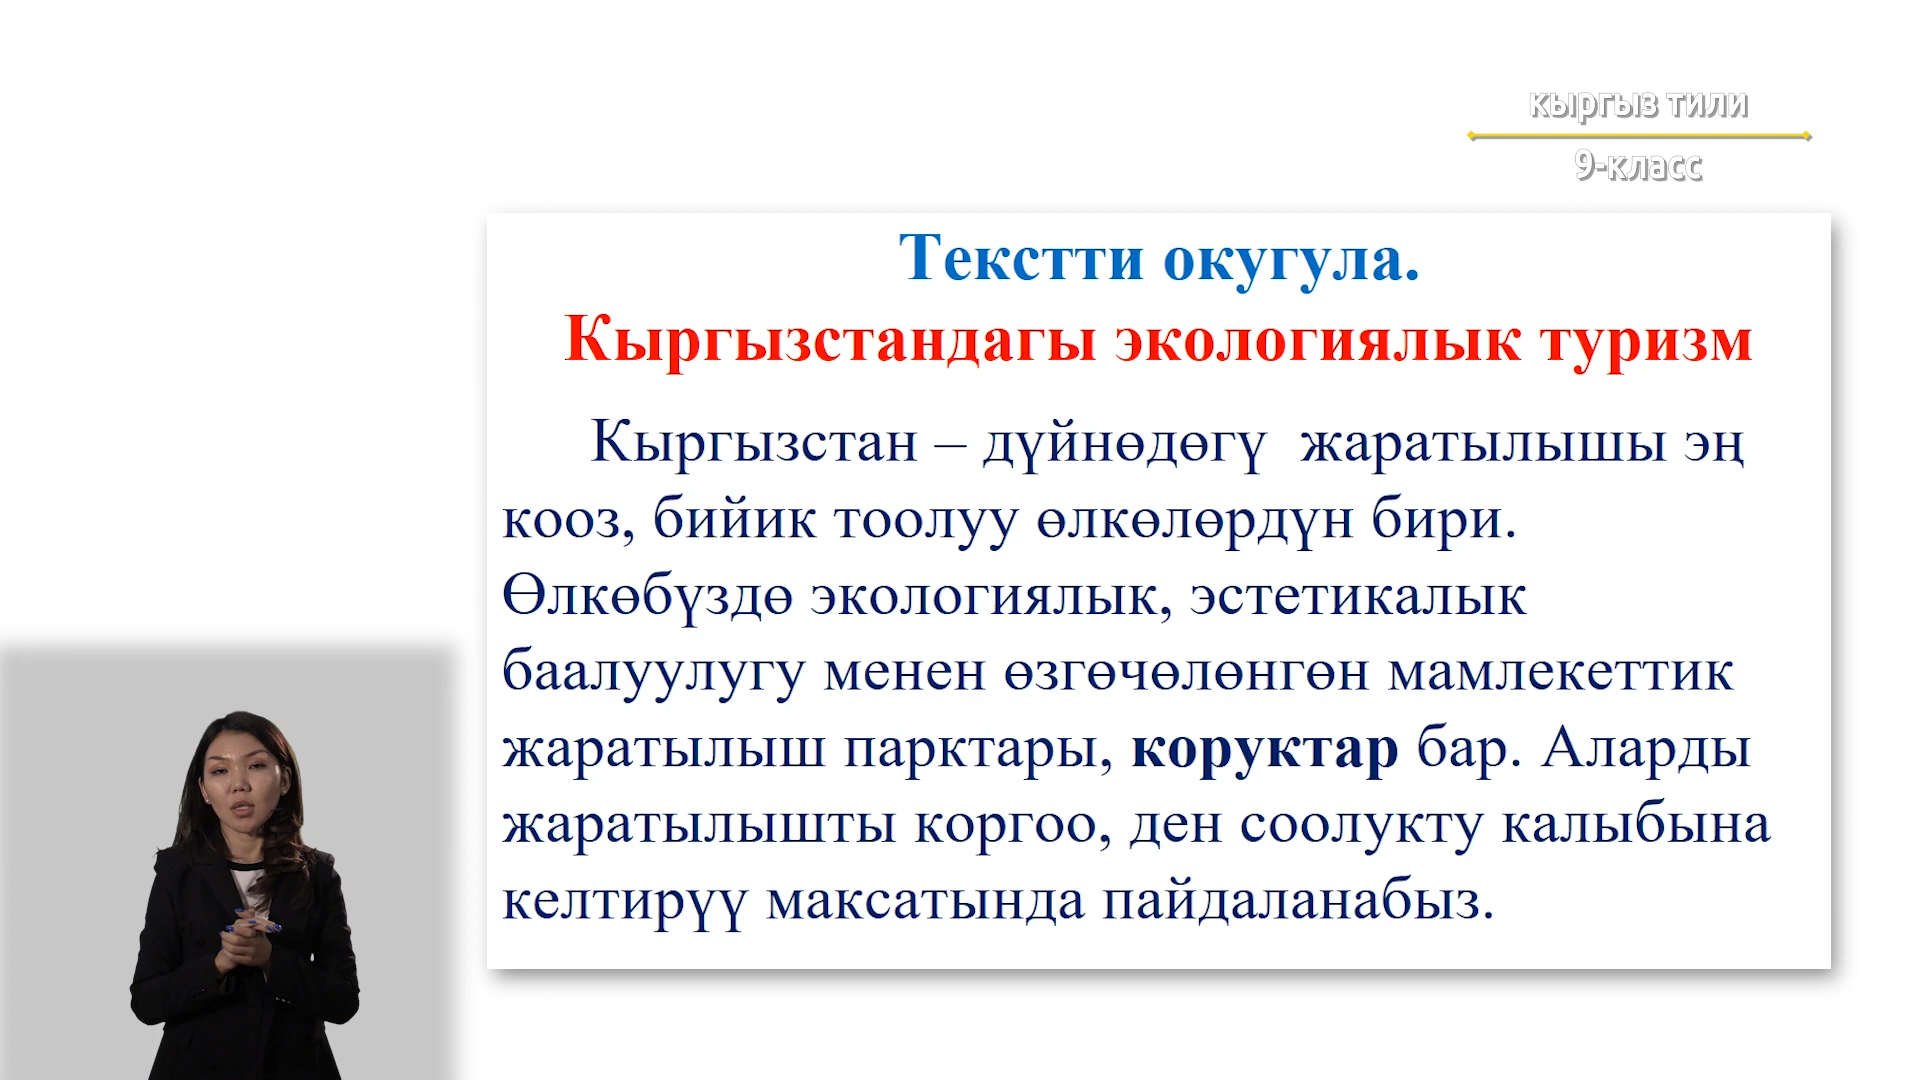 кыргыз тили
9-класс
Текстти окугула.
Кыргызстандагы экологиялык туризм
Кыргызстан – дүйнөдөгү жаратылышы эң
кооз, бийик тоолуу өлкөлөрдүн бири.
Өлкөбүздө экологиялык, эстетикалык
баалуулугу менен өзгөчөлөнгөн мамлекеттик
жаратылыш парктары, коруктар бар. Аларды
жаратылышты коргоо, ден соолукту калыбына
келтирүү максатында пайдаланабыз.